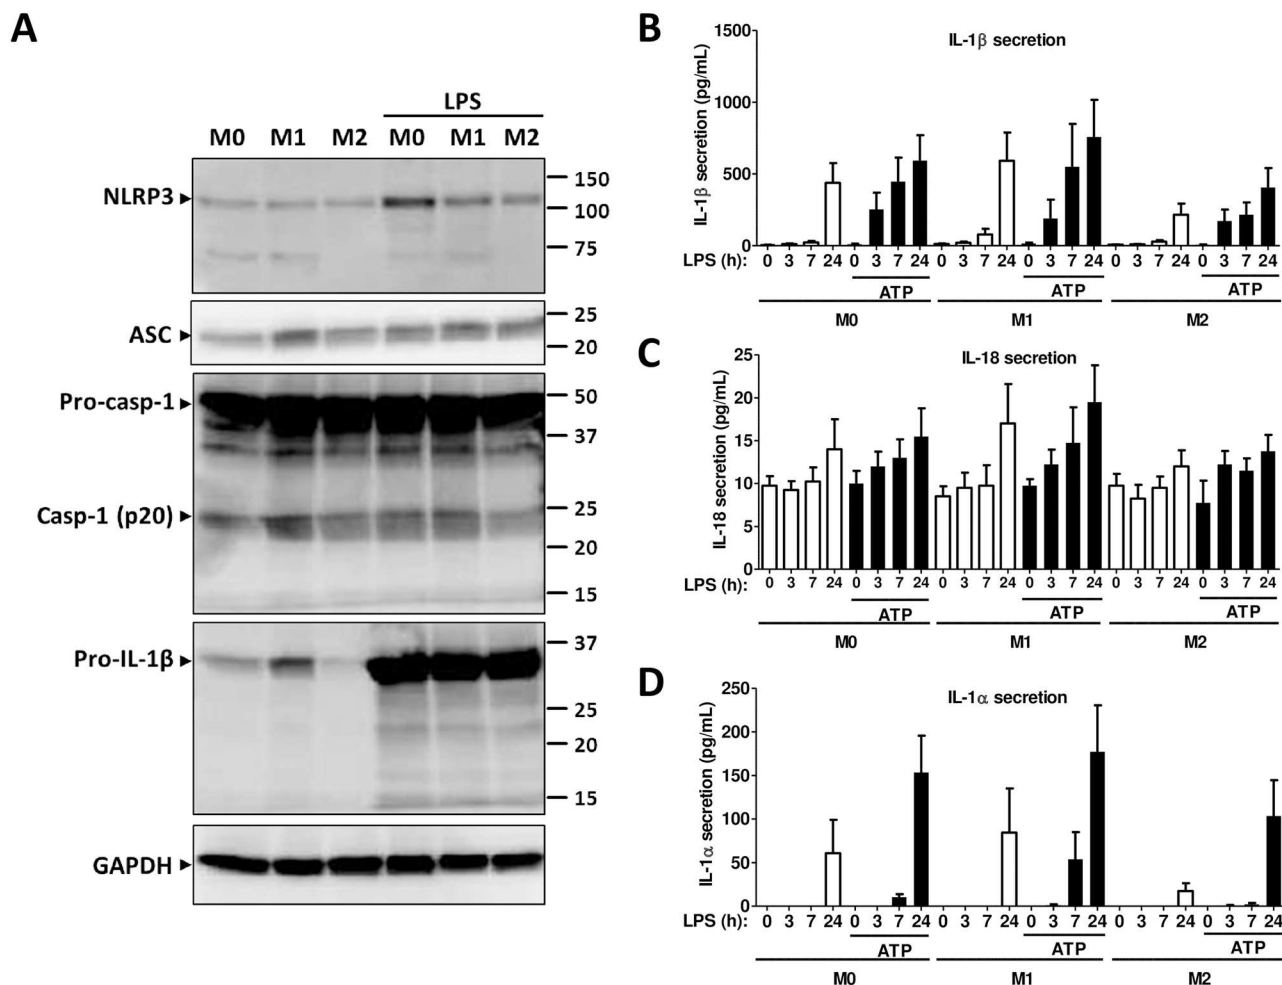 A
LPS
M0 M1 M2 M0 M1 M2
NLRP3
150
100
75
ASC
25
20
Pro-casp-1
50
37
Casp-1 (p20)
25
20
15
Pro-IL-1β
37
25
20
15
GAPDH
B
IL-1β secretion
IL-1β secretion (pg/mL)
1500
1000
500
0
LPS (h): 0 3 7 24 0 3 7 24 0 3 7 24 0 3 7 24 0 3 7 24 0 3 7 24
ATP ATP ATP
M0 M1 M2
C
IL-18 secretion
IL-18 secretion (pg/mL)
25
20
15
10
5
0
LPS (h): 0 3 7 24 0 3 7 24 0 3 7 24 0 3 7 24 0 3 7 24 0 3 7 24
ATP ATP ATP
M0 M1 M2
D
IL-1α secretion
IL-1α secretion (pg/mL)
250
200
150
100
50
0
LPS (h): 0 3 7 24 0 3 7 24 0 3 7 24 0 3 7 24 0 3 7 24 0 3 7 24
ATP ATP ATP
M0 M1 M2